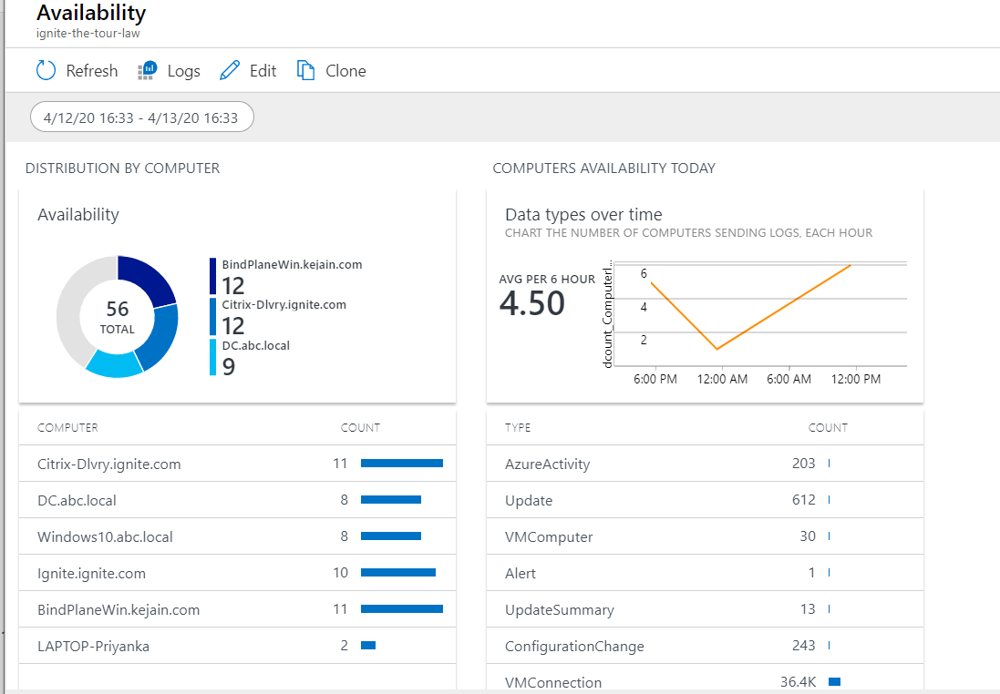 Availability
ignite-the-tour-law
Refresh Logs Edit Clone
4/12/20 16:33 - 4/13/20 16:33
DISTRIBUTION BY COMPUTER
Availability
56
TOTAL
BindPlaneWin.kejain.com
12
Citrix-Dlvry.ignite.com
12
DC.abc.local
9
COMPUTER COUNT
Citrix-Dlvry.ignite.com 11
DC.abc.local 8
Windows10.abc.local 8
Ignite.ignite.com 10
BindPlaneWin.kejain.com 11
LAPTOP-Priyanka 2
COMPUTERS AVAILABILITY TODAY
Data types over time
CHART THE NUMBER OF COMPUTERS SENDING LOGS, EACH HOUR
AVG PER 6 HOUR
4.50
dcount_ComputerI...
6
4
2
6:00 PM 12:00 AM 6:00 AM 12:00 PM
TYPE COUNT
AzureActivity 203
Update 612
VMComputer 30
Alert 1
UpdateSummary 13
ConfigurationChange 243
VMConnection 36.4K